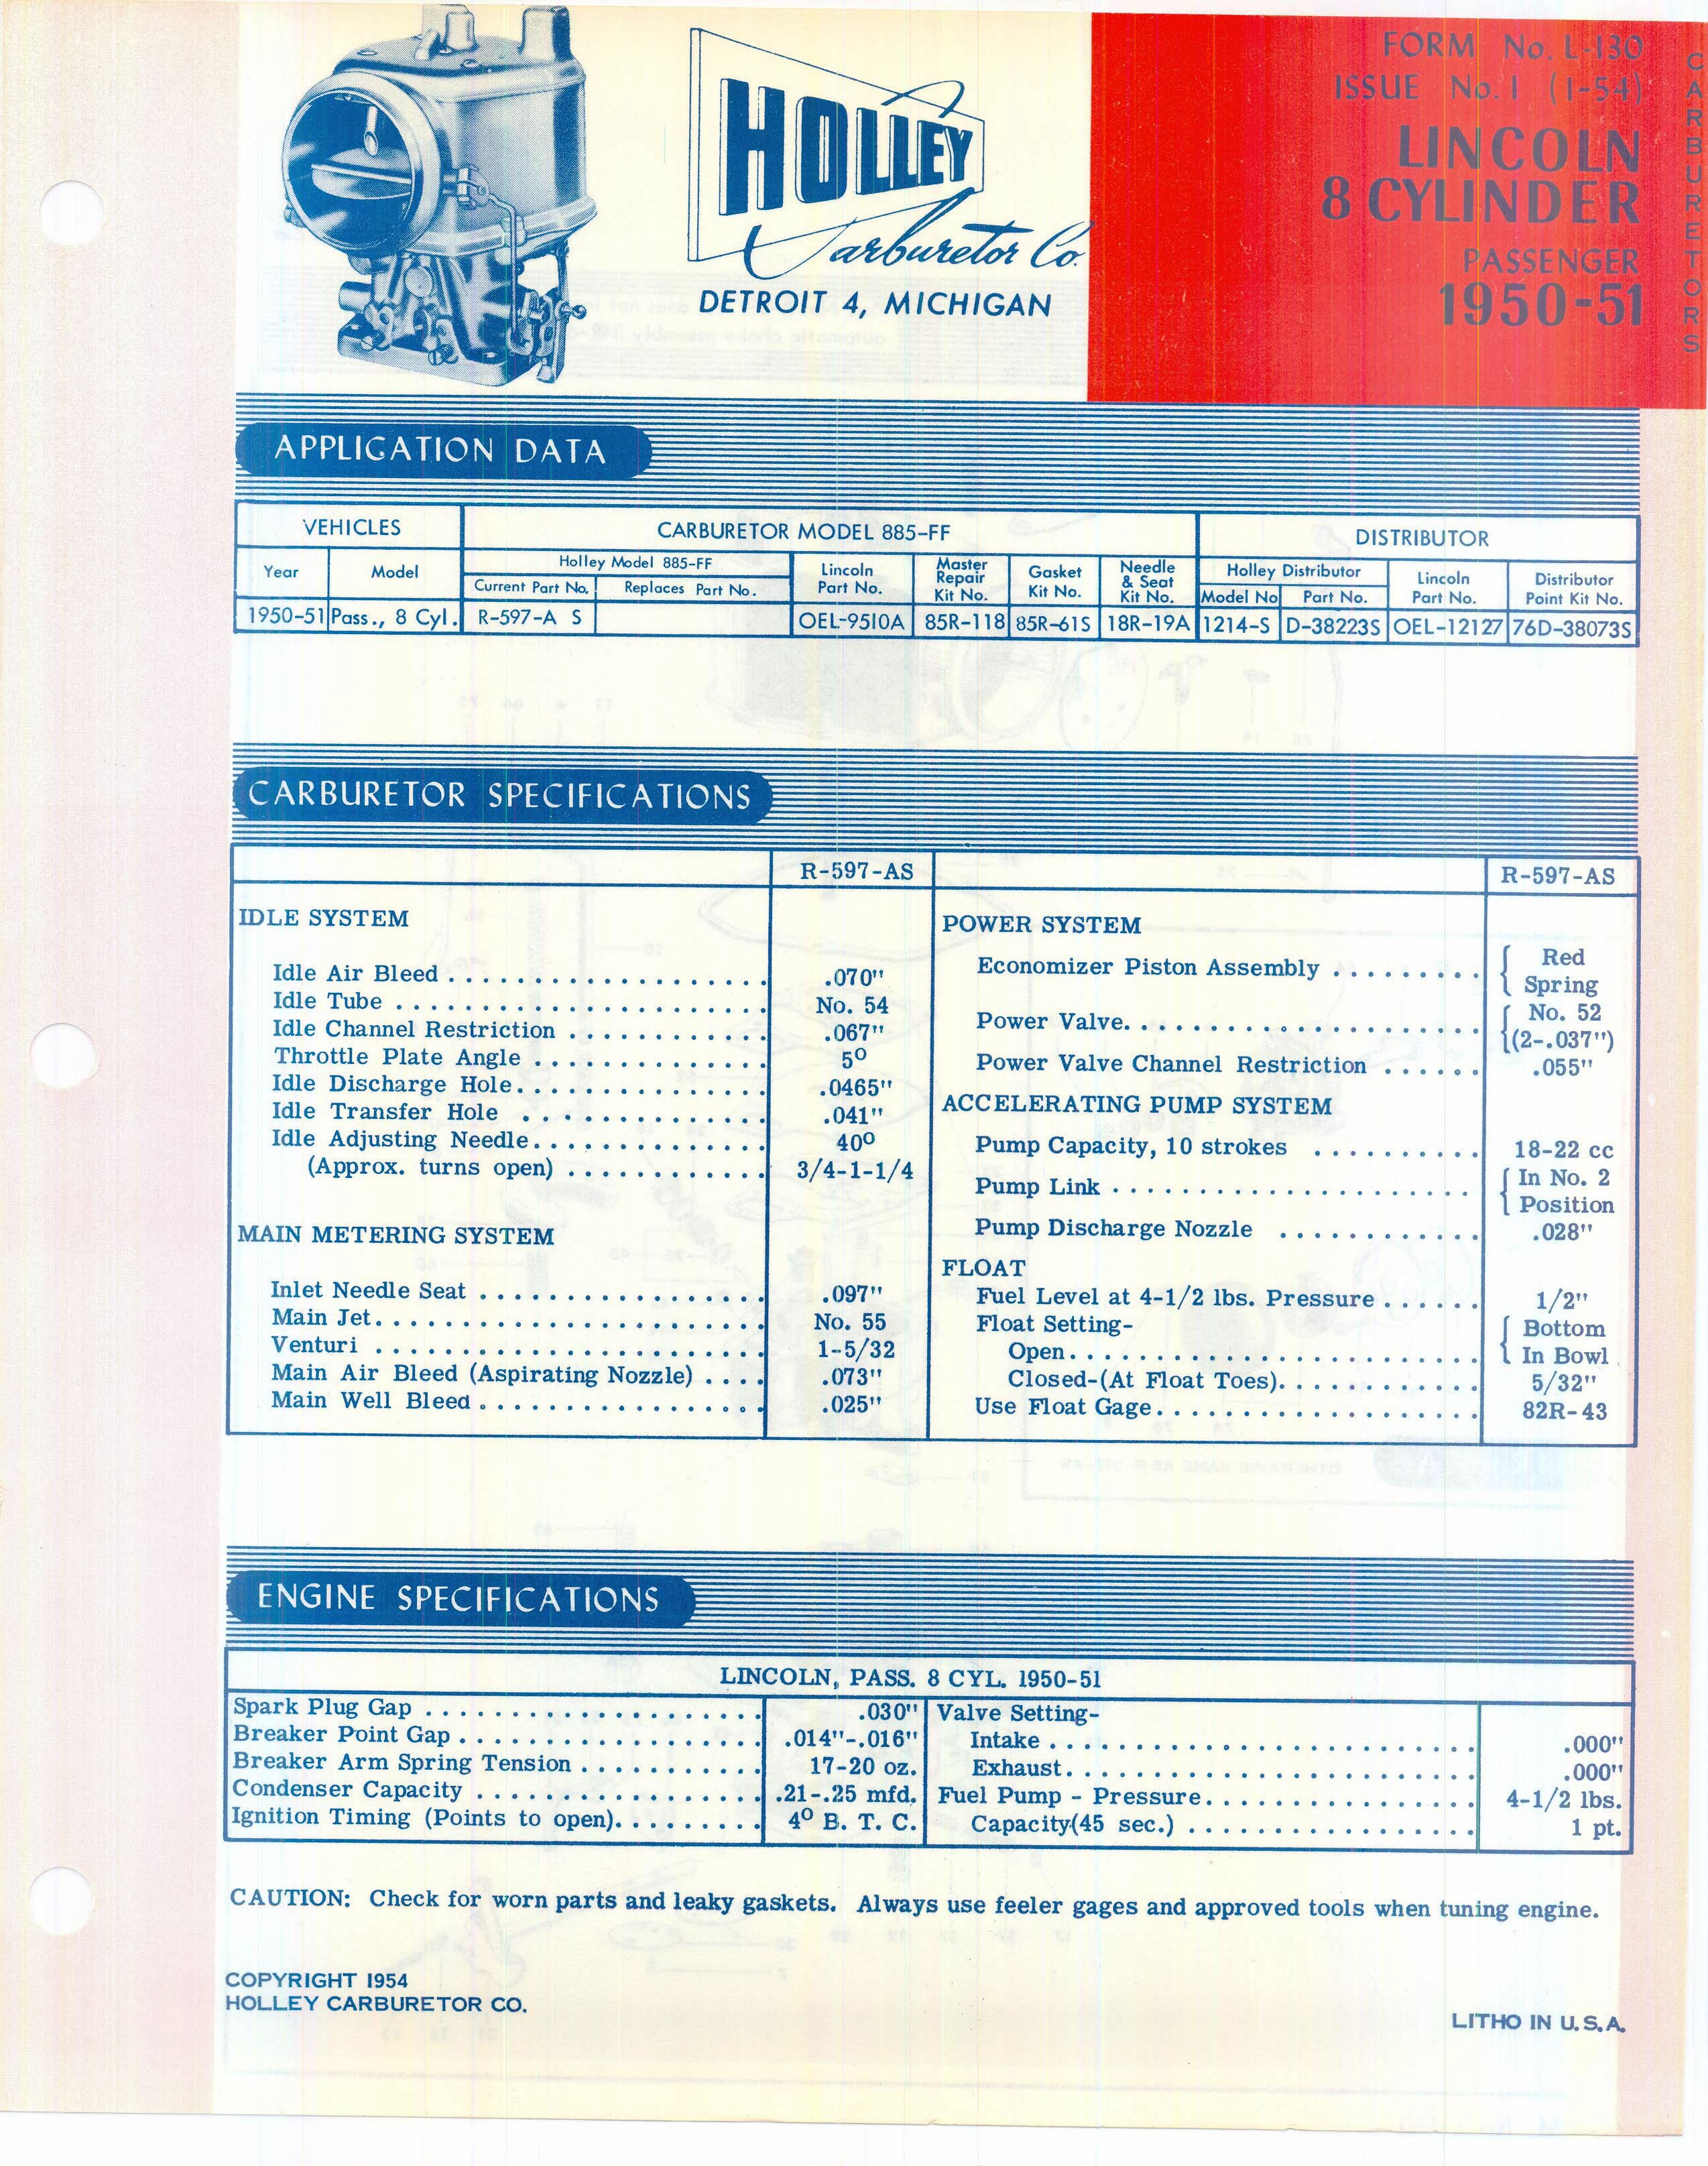 HOLLEY
Carburetor Co.
DETROIT 4, MICHIGAN
FORM No. L-130
ISSUE No. 1 (1-54)
LINCOLN
8 CYLINDER
PASSENGER
1950-51
CARBURETORS
APPLICATION DATA
VEHICLES CARBURETOR MODEL 885-FF DISTRIBUTOR
Year Model Holley Model 885-FF Lincoln Part No. Master Repair Kit No. Gasket Kit No. Needle & Seat Kit No. Holley Distributor Lincoln Part No. Distributor Point Kit No.
Current Part No. Replaces Part No. Model No Part No.
1950-51 Pass., 8 Cyl. R-597-A S OEL-9510A 85R-118 85R-61S 18R-19A 1214-S D-38223S OEL-12127 76D-38073S
CARBURETOR SPECIFICATIONS
R-597-AS
IDLE SYSTEM
Idle Air Bleed .070"
Idle Tube No. 54
Idle Channel Restriction .067"
Throttle Plate Angle 5°
Idle Discharge Hole .0465"
Idle Transfer Hole .041"
Idle Adjusting Needle 40°
(Approx. turns open) 3/4-1-1/4
MAIN METERING SYSTEM
Inlet Needle Seat .097"
Main Jet No. 55
Venturi 1-5/32
Main Air Bleed (Aspirating Nozzle) .073"
Main Well Bleed .025"
R-597-AS
POWER SYSTEM
Economizer Piston Assembly Red
Spring
Power Valve No. 52
(2-.037")
Power Valve Channel Restriction .055"
ACCELERATING PUMP SYSTEM
Pump Capacity, 10 strokes 18-22 cc
Pump Link In No. 2
Position
Pump Discharge Nozzle .028"
FLOAT
Fuel Level at 4-1/2 lbs. Pressure 1/2"
Float Setting-
Open Bottom
In Bowl
Closed-(At Float Toes) 5/32"
Use Float Gage 82R-43
ENGINE SPECIFICATIONS
LINCOLN, PASS. 8 CYL. 1950-51
Spark Plug Gap .030"
Breaker Point Gap .014"-.016"
Breaker Arm Spring Tension 17-20 oz.
Condenser Capacity .21-.25 mfd.
Ignition Timing (Points to open) 4° B. T. C.
Valve Setting-
Intake .000"
Exhaust .000"
Fuel Pump - Pressure 4-1/2 lbs.
Capacity(45 sec.) 1 pt.
CAUTION: Check for worn parts and leaky gaskets. Always use feeler gages and approved tools when tuning engine.
COPYRIGHT 1954
HOLLEY CARBURETOR CO.
LITHO IN U.S.A.